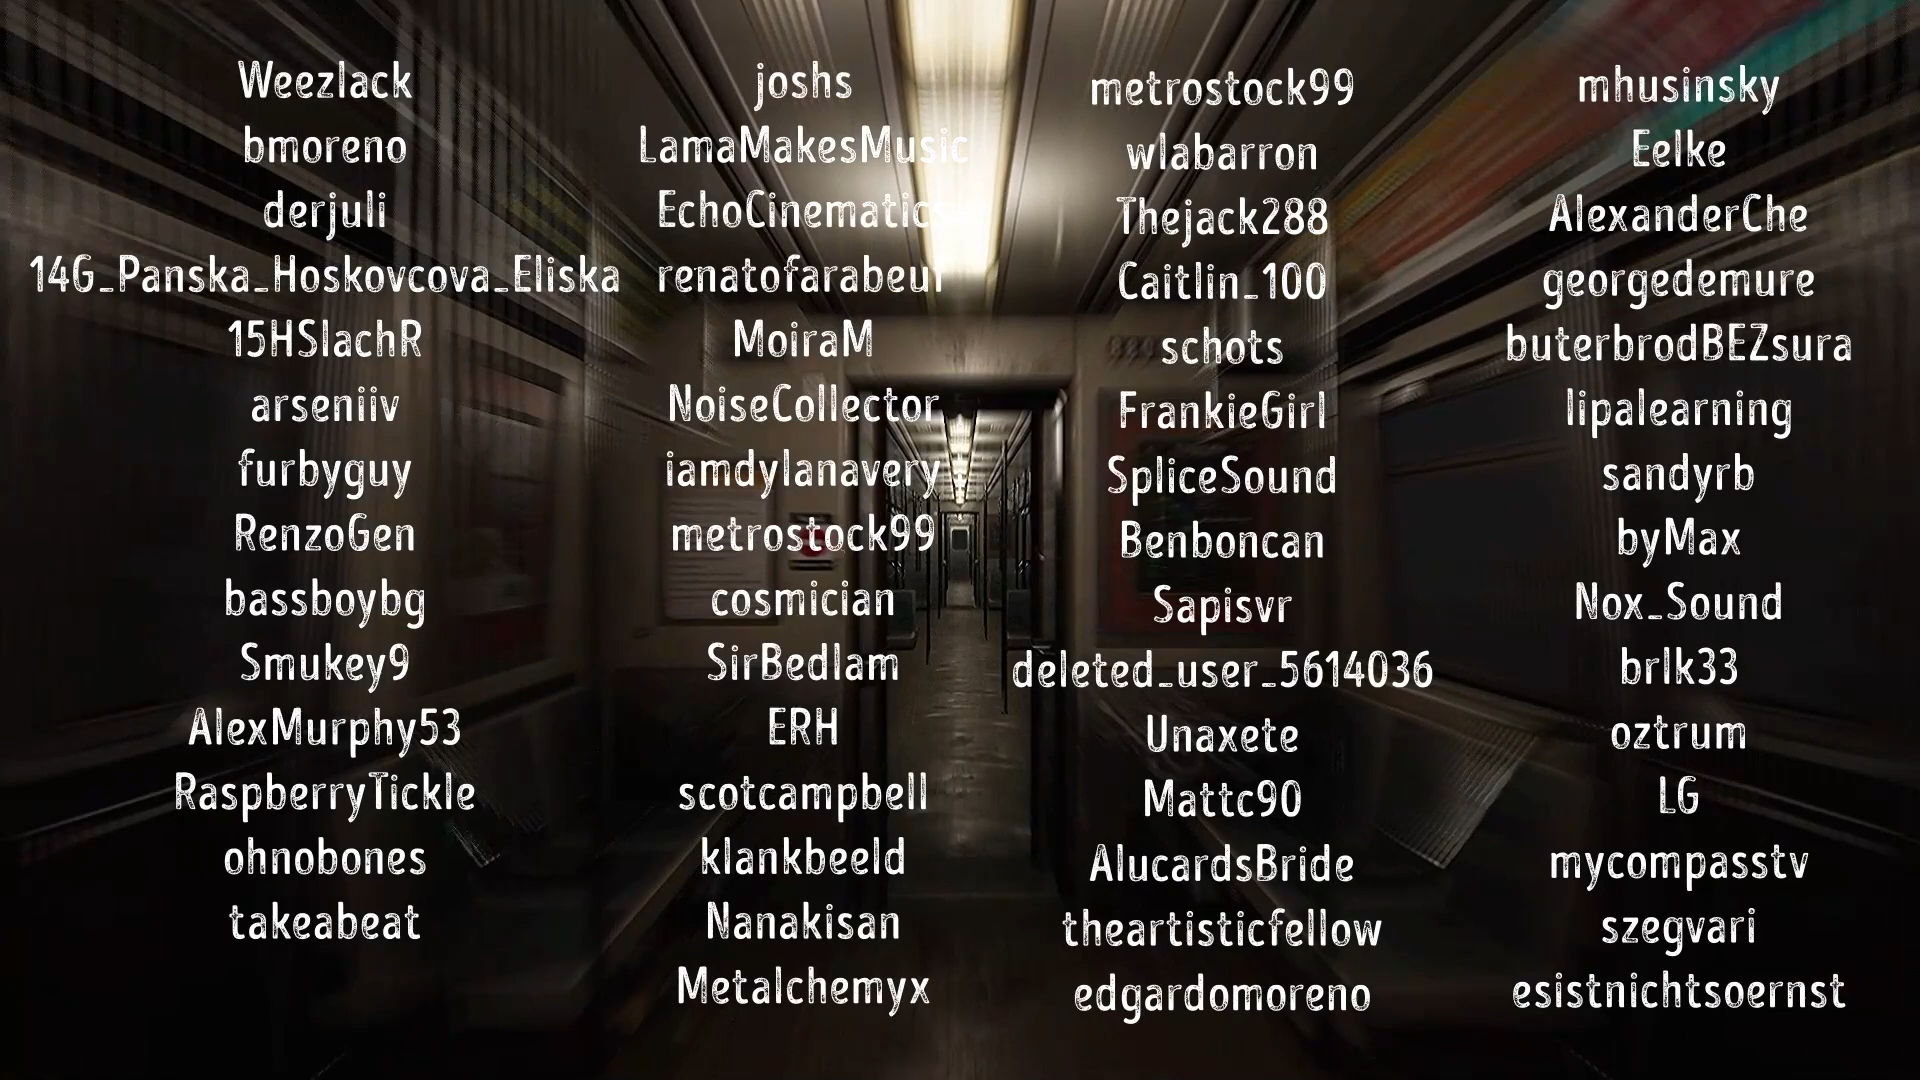 Weezlack
bmoreno
derjuli
14G_Panska_Hoskovcova_Eliska
15HSlachR
arseniiv
furbyguy
RenzoGen
bassboybg
Smukey9
AlexMurphy53
RaspberryTickle
ohnobones
takeabeat
joshs
LamaMakesMusic
EchoCinematics
renatofarabeuf
MoiraM
NoiseCollector
iamdylanavery
metrostock99
cosmician
SirBedlam
ERH
scotcampbell
klankbeeld
Nanakisan
Metalchemyx
metrostock99
wlabarron
Thejack288
Caitlin_100
schots
FrankieGirl
SpliceSound
Benboncan
Sapisvr
deleted_user_5614036
Unaxete
Mattc90
AlucardsBride
theartisticfellow
edgardomoreno
mhusinsky
Eelke
AlexanderChe
georgedemure
buterbrodBEZsura
lipalearning
sandyrb
byMax
Nox_Sound
brlk33
oztrum
LG
mycompasstv
szegvari
esistnichtsoernst